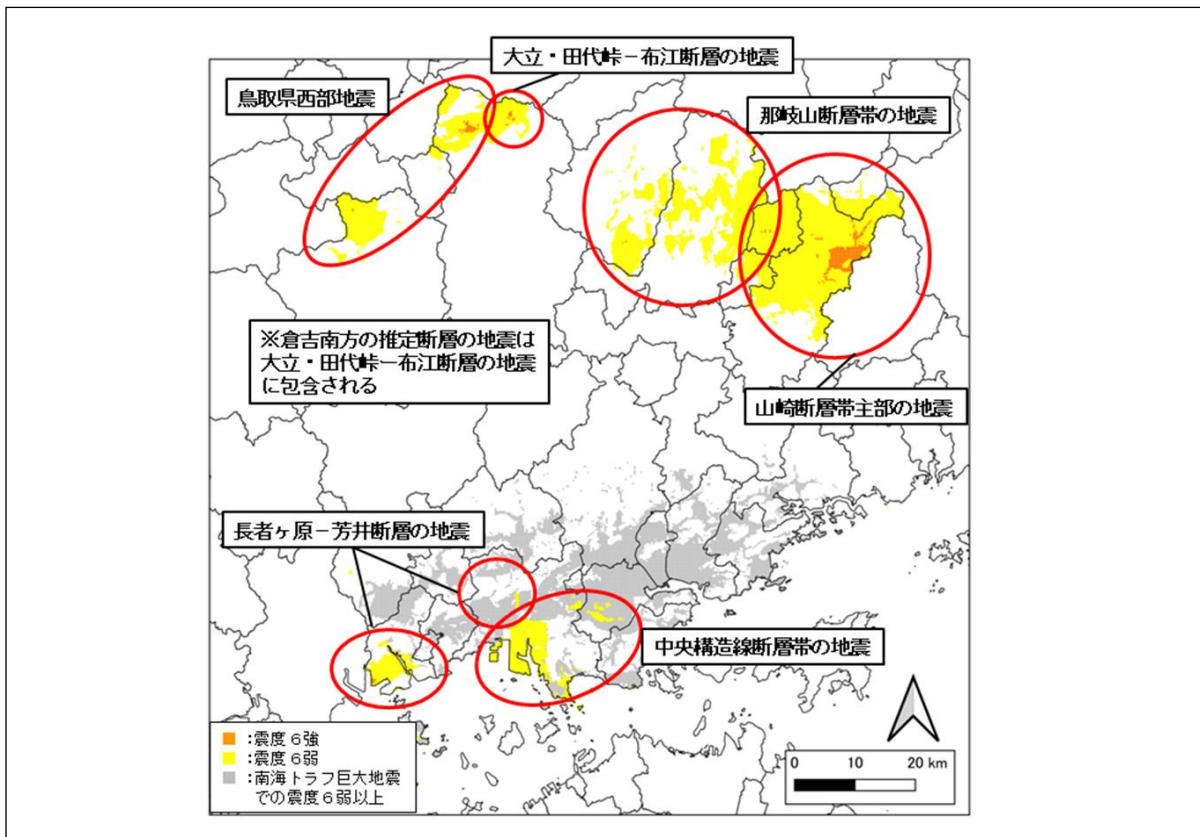 大立・田代峠－布江断層の地震
鳥取県西部地震
那岐山断層帯の地震
※倉吉南方の推定断層の地震は
大立・田代峠ー布江断層の地震
に包含される
山崎断層帯主部の地震
長者ヶ原－芳井断層の地震
中央構造線断層帯の地震
：震度６強
：震度６弱
：南海トラフ巨大地震
での震度６弱以上
0 10 20 km